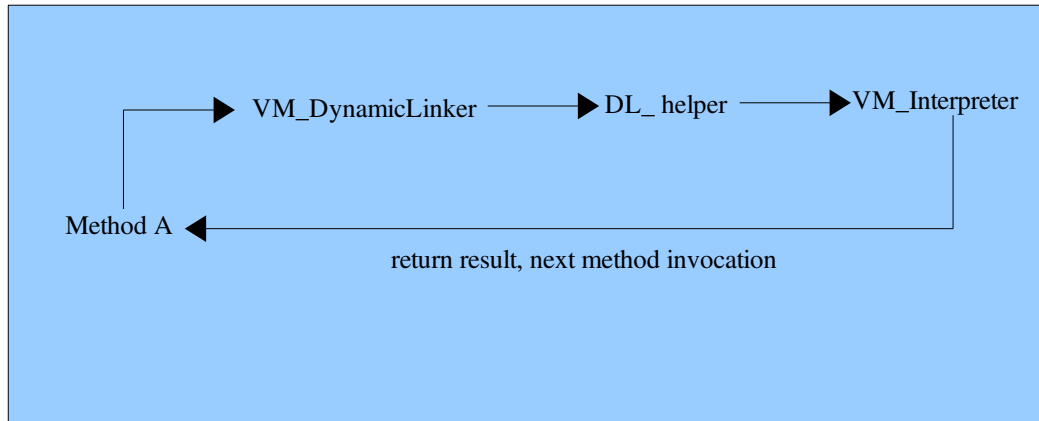 VM_DynamicLinker
DL_ helper
VM_Interpreter
Method A
return result, next method invocation